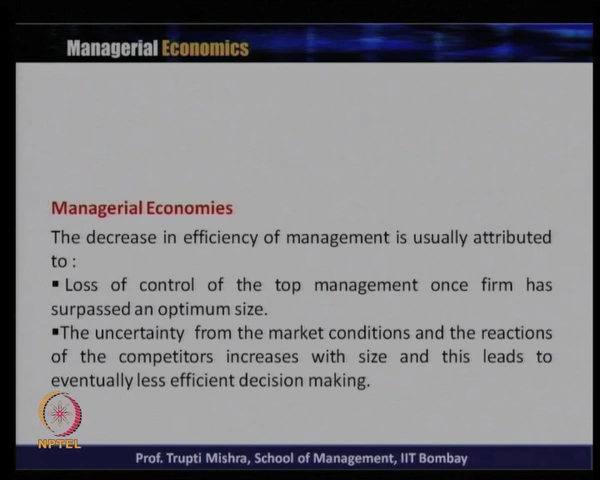 Managerial Economics
Managerial Economies
The decrease in efficiency of management is usually attributed
to :
▪ Loss of control of the top management once firm has
surpassed an optimum size.
▪The uncertainty from the market conditions and the reactions
of the competitors increases with size and this leads to
eventually less efficient decision making.
NPTEL
Prof. Trupti Mishra, School of Management, IIT Bombay